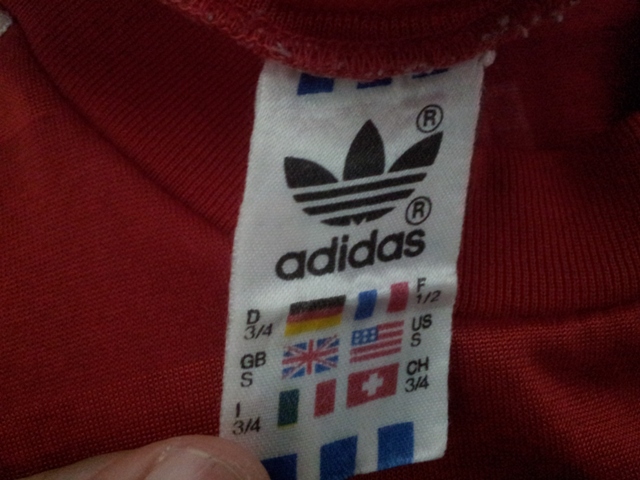 ®
®
adidas
D 3/4
F 1/2
GB S
US S
I 3/4
CH 3/4